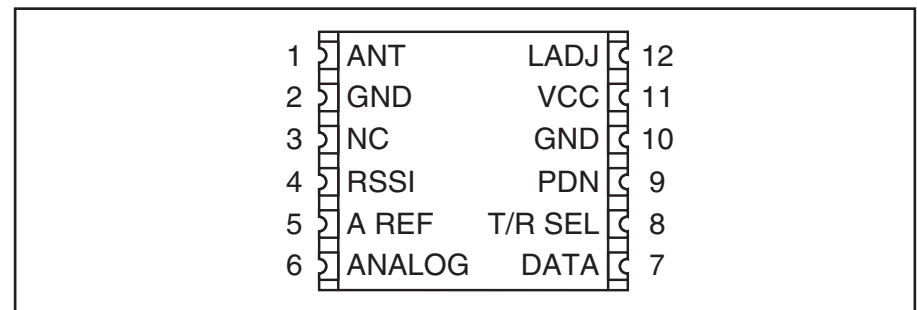 1 ANT LADJ 12
2 GND VCC 11
3 NC GND 10
4 RSSI PDN 9
5 A REF T/R SEL 8
6 ANALOG DATA 7